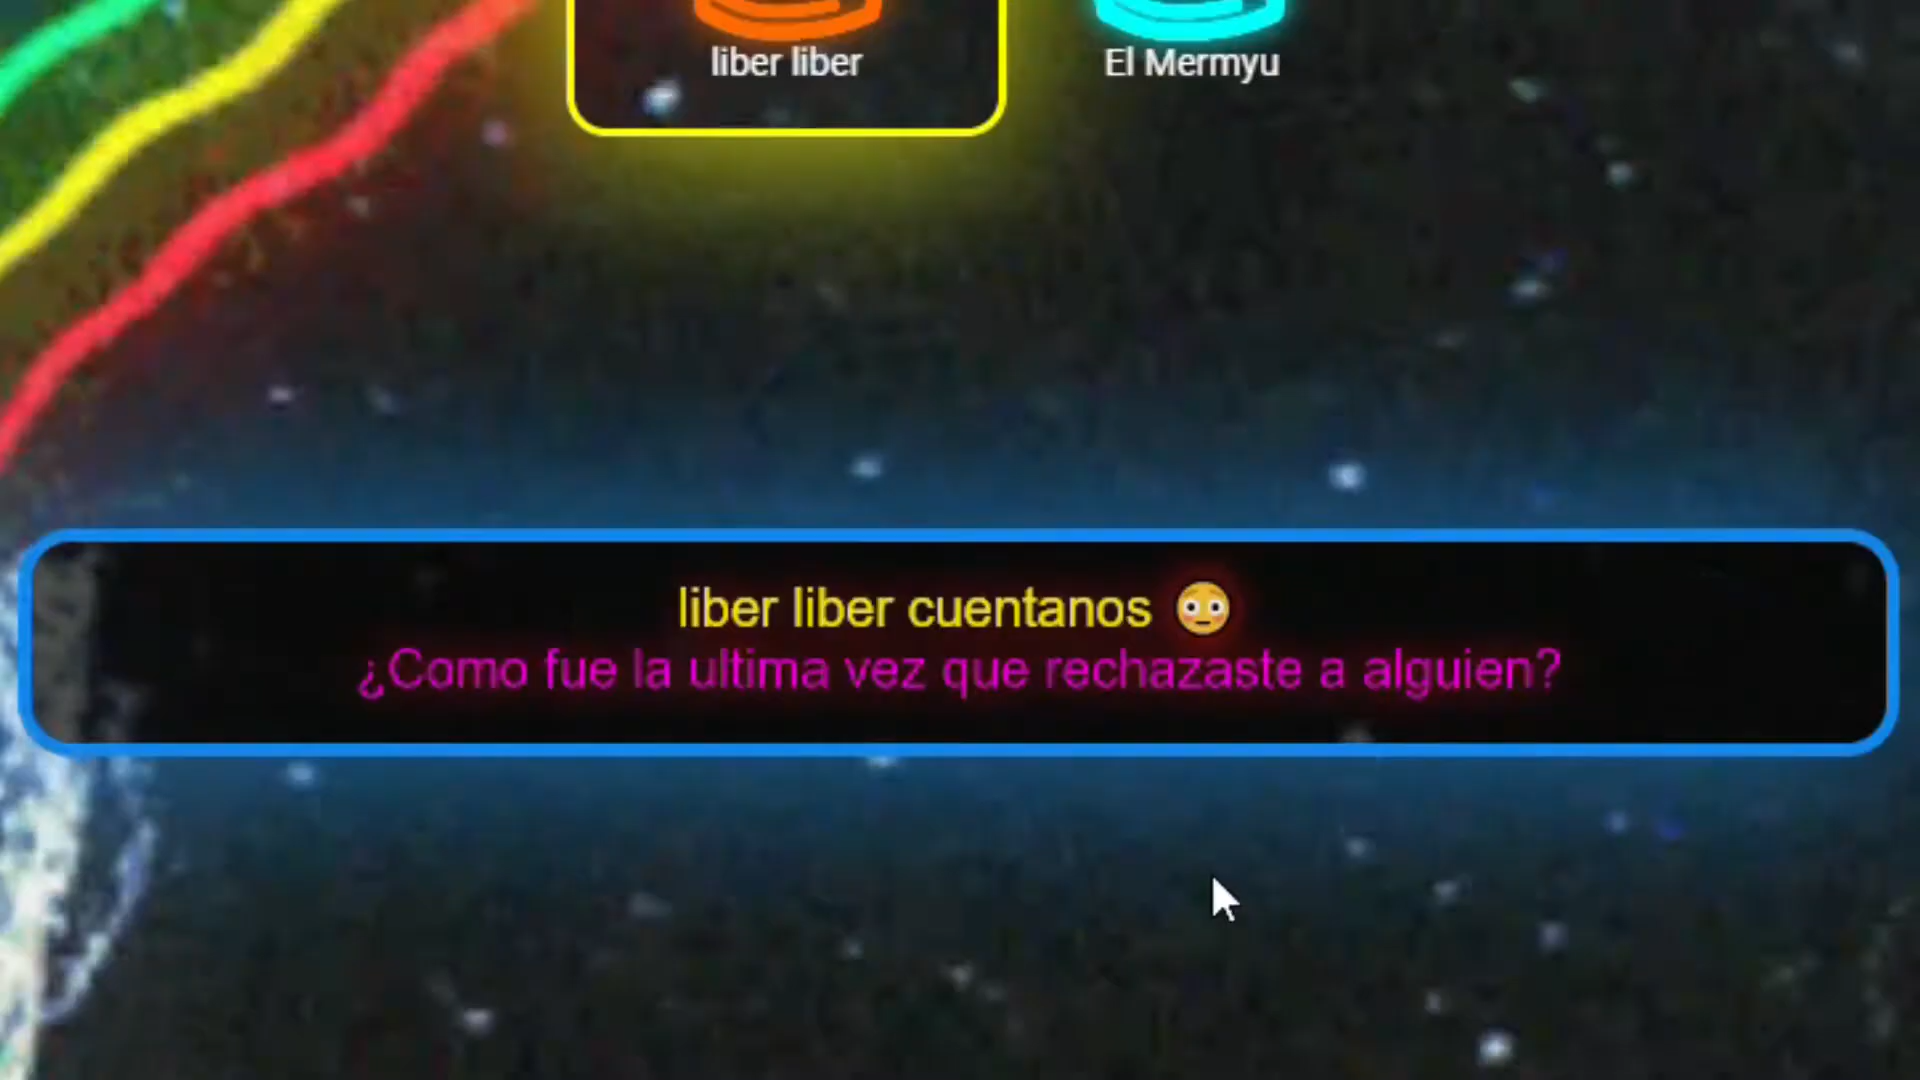 liber liber
El Mermyu
liber liber cuentanos 😳
¿Como fue la ultima vez que rechazaste a alguien?